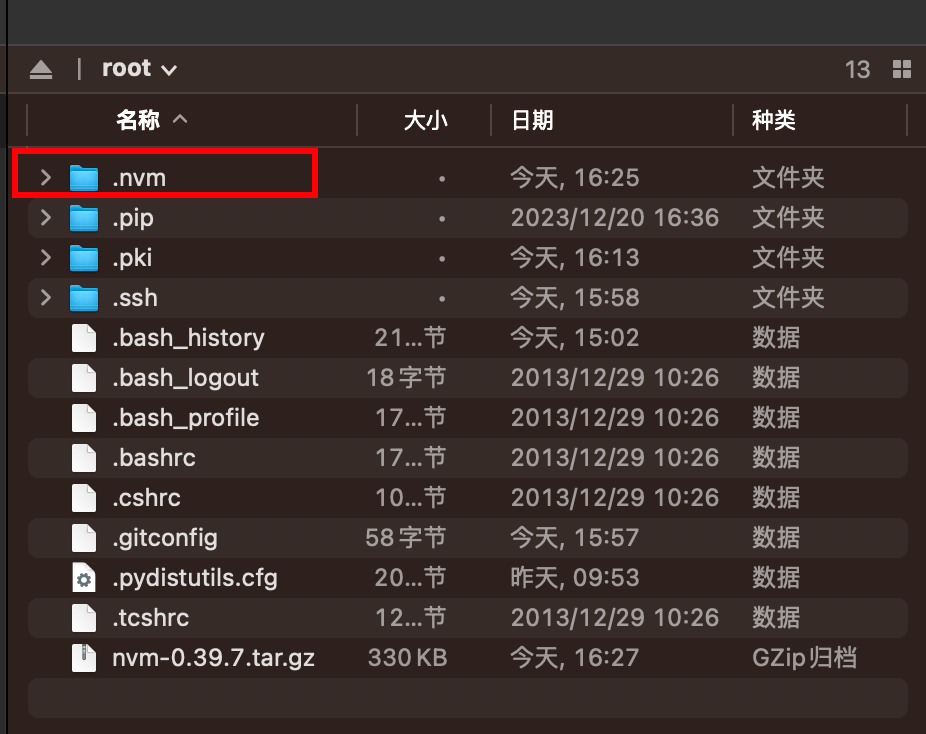 root 13
名称 大小 日期 种类
.nvm 今天, 16:25 文件夹
.pip 2023/12/20 16:36 文件夹
.pki 今天, 16:13 文件夹
.ssh 今天, 15:58 文件夹
.bash_history 21...节 今天, 15:02 数据
.bash_logout 18 字节 2013/12/29 10:26 数据
.bash_profile 17...节 2013/12/29 10:26 数据
.bashrc 17...节 2013/12/29 10:26 数据
.cshrc 10...节 2013/12/29 10:26 数据
.gitconfig 58 字节 今天, 15:57 数据
.pydistutils.cfg 20...节 昨天, 09:53 数据
.tcshrc 12...节 2013/12/29 10:26 数据
nvm-0.39.7.tar.gz 330 KB 今天, 16:27 GZip归档